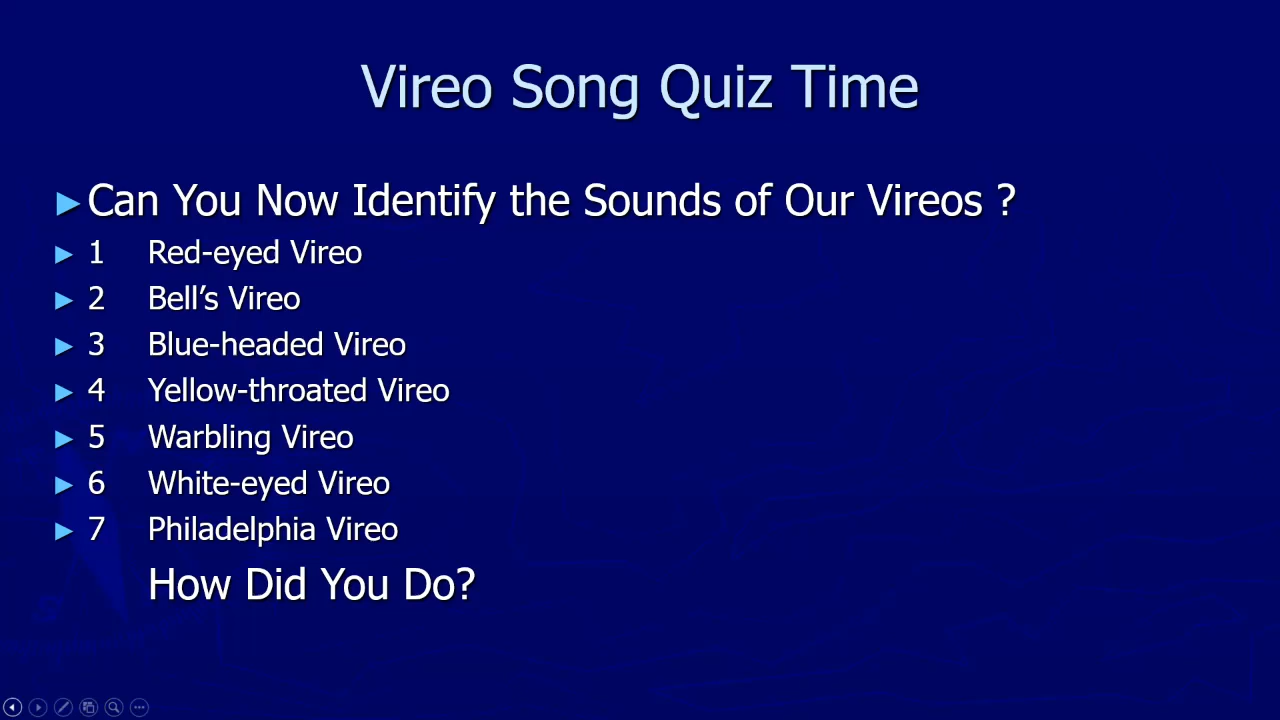 Vireo Song Quiz Time
►Can You Now Identify the Sounds of Our Vireos ?
► 1 Red-eyed Vireo
► 2 Bell’s Vireo
► 3 Blue-headed Vireo
► 4 Yellow-throated Vireo
► 5 Warbling Vireo
► 6 White-eyed Vireo
► 7 Philadelphia Vireo
How Did You Do?
S